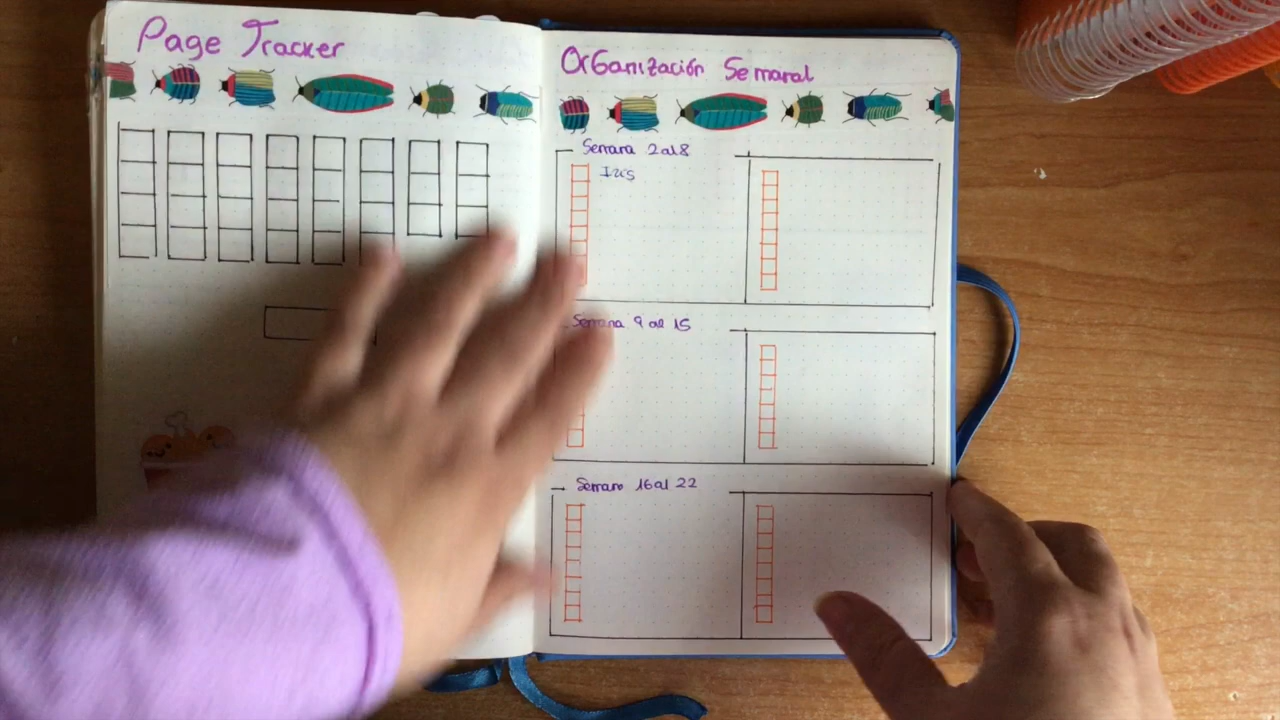 Page Tracker
Organización Semanal
Semana 2 al 8
Semana 9 al 15
Semana 16 al 22